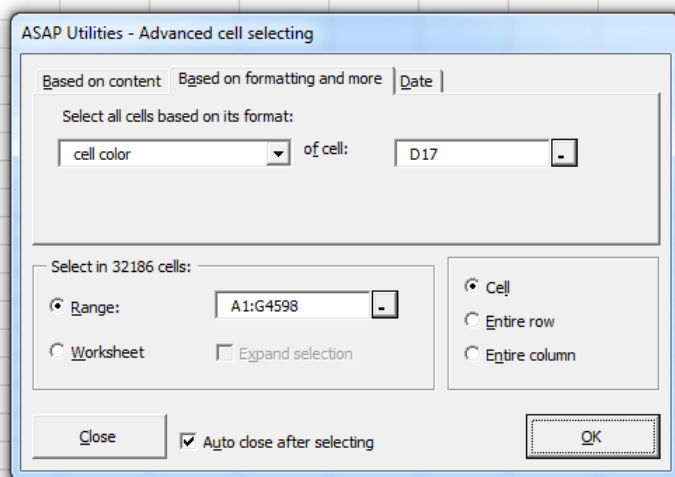 ASAP Utilities - Advanced cell selecting
Based on content Based on formatting and more Date
Select all cells based on its format:
cell color of cell: D17
Select in 32186 cells:
Range: A1:G4598
Worksheet Expand selection
Cell
Entire row
Entire column
Close Auto close after selecting OK